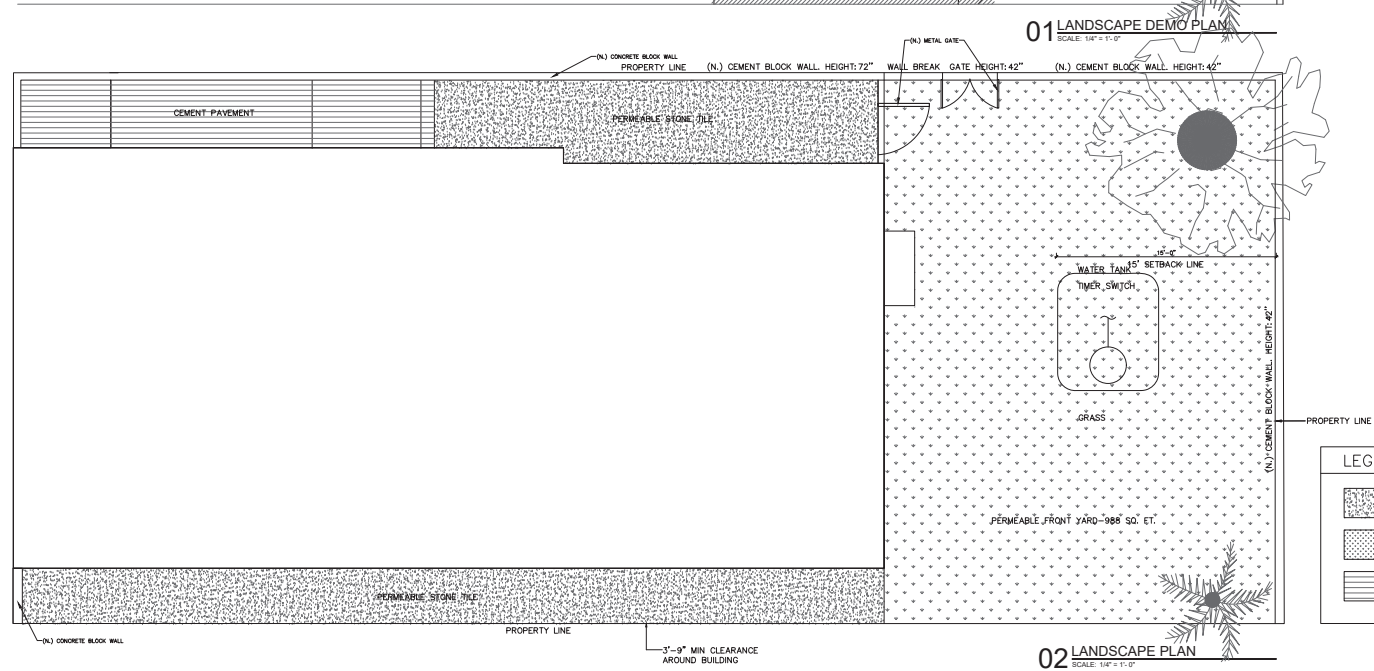 01 LANDSCAPE DEMO PLAN
SCALE: 1/4" = 1'-0"
(N.) METAL GATE
(N.) CONCRETE BLOCK WALL
PROPERTY LINE
(N.) CEMENT BLOCK WALL. HEIGHT:72"
WALL BREAK
GATE HEIGHT:42"
(N.) CEMENT BLOCK WALL. HEIGHT:42"
CEMENT PAVEMENT
PERMEABLE STONE TILE
15'-0"
15' SETBACK LINE
WATER TANK
TIMER SWITCH
(N.) CEMENT BLOCK WALL. HEIGHT:42"
GRASS
PROPERTY LINE
LEG
PERMEABLE FRONT YARD-988 SQ. FT.
PERMEABLE STONE TILE
(N.) CONCRETE BLOCK WALL
PROPERTY LINE
3'-9" MIN CLEARANCE
AROUND BUILDING
02 LANDSCAPE PLAN
SCALE: 1/4" = 1'-0"